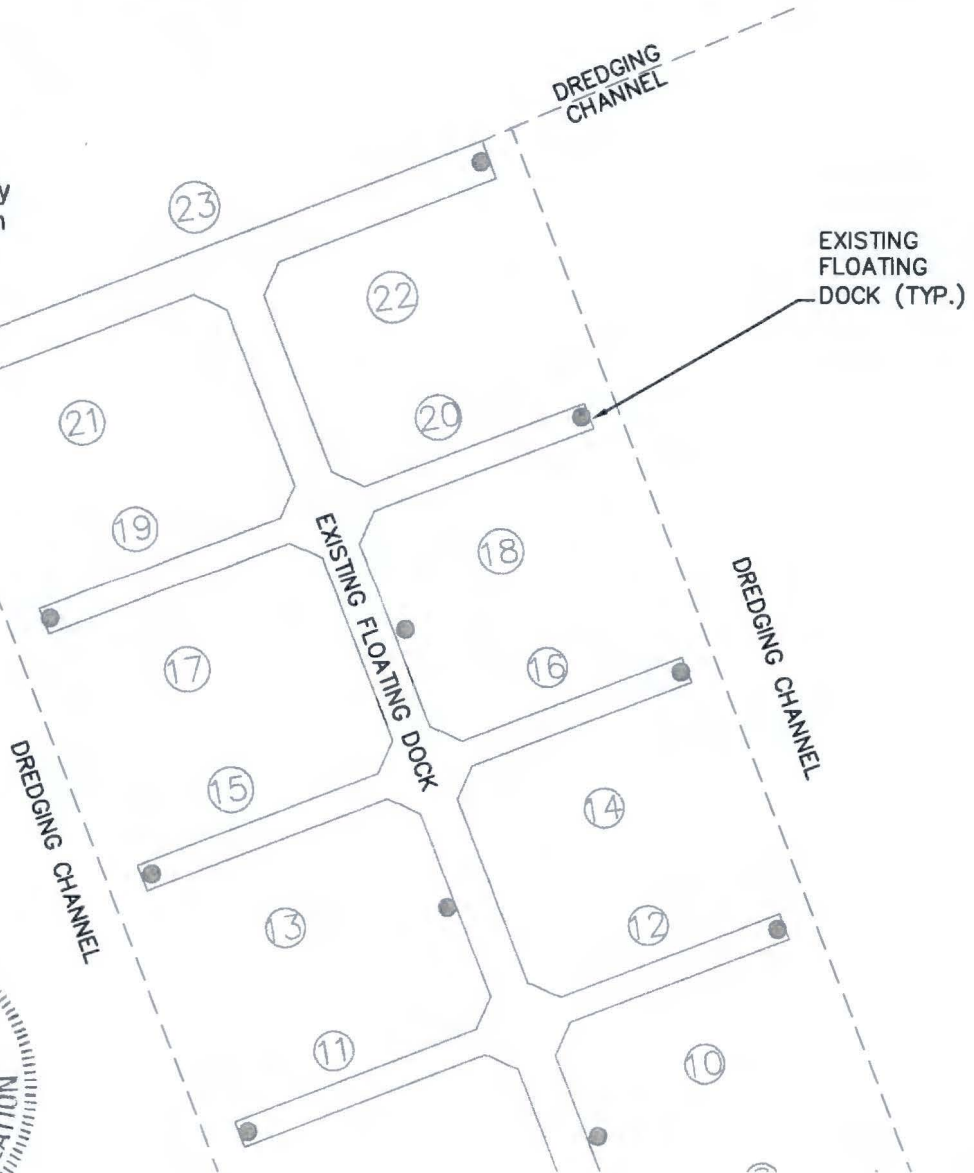 DREDGING
CHANNEL
23
EXISTING
FLOATING
DOCK (TYP.)
22
21
20
19
EXISTING FLOATING DOCK
18
17
16
DREDGING CHANNEL
15
14
DREDGING CHANNEL
13
12
11
10